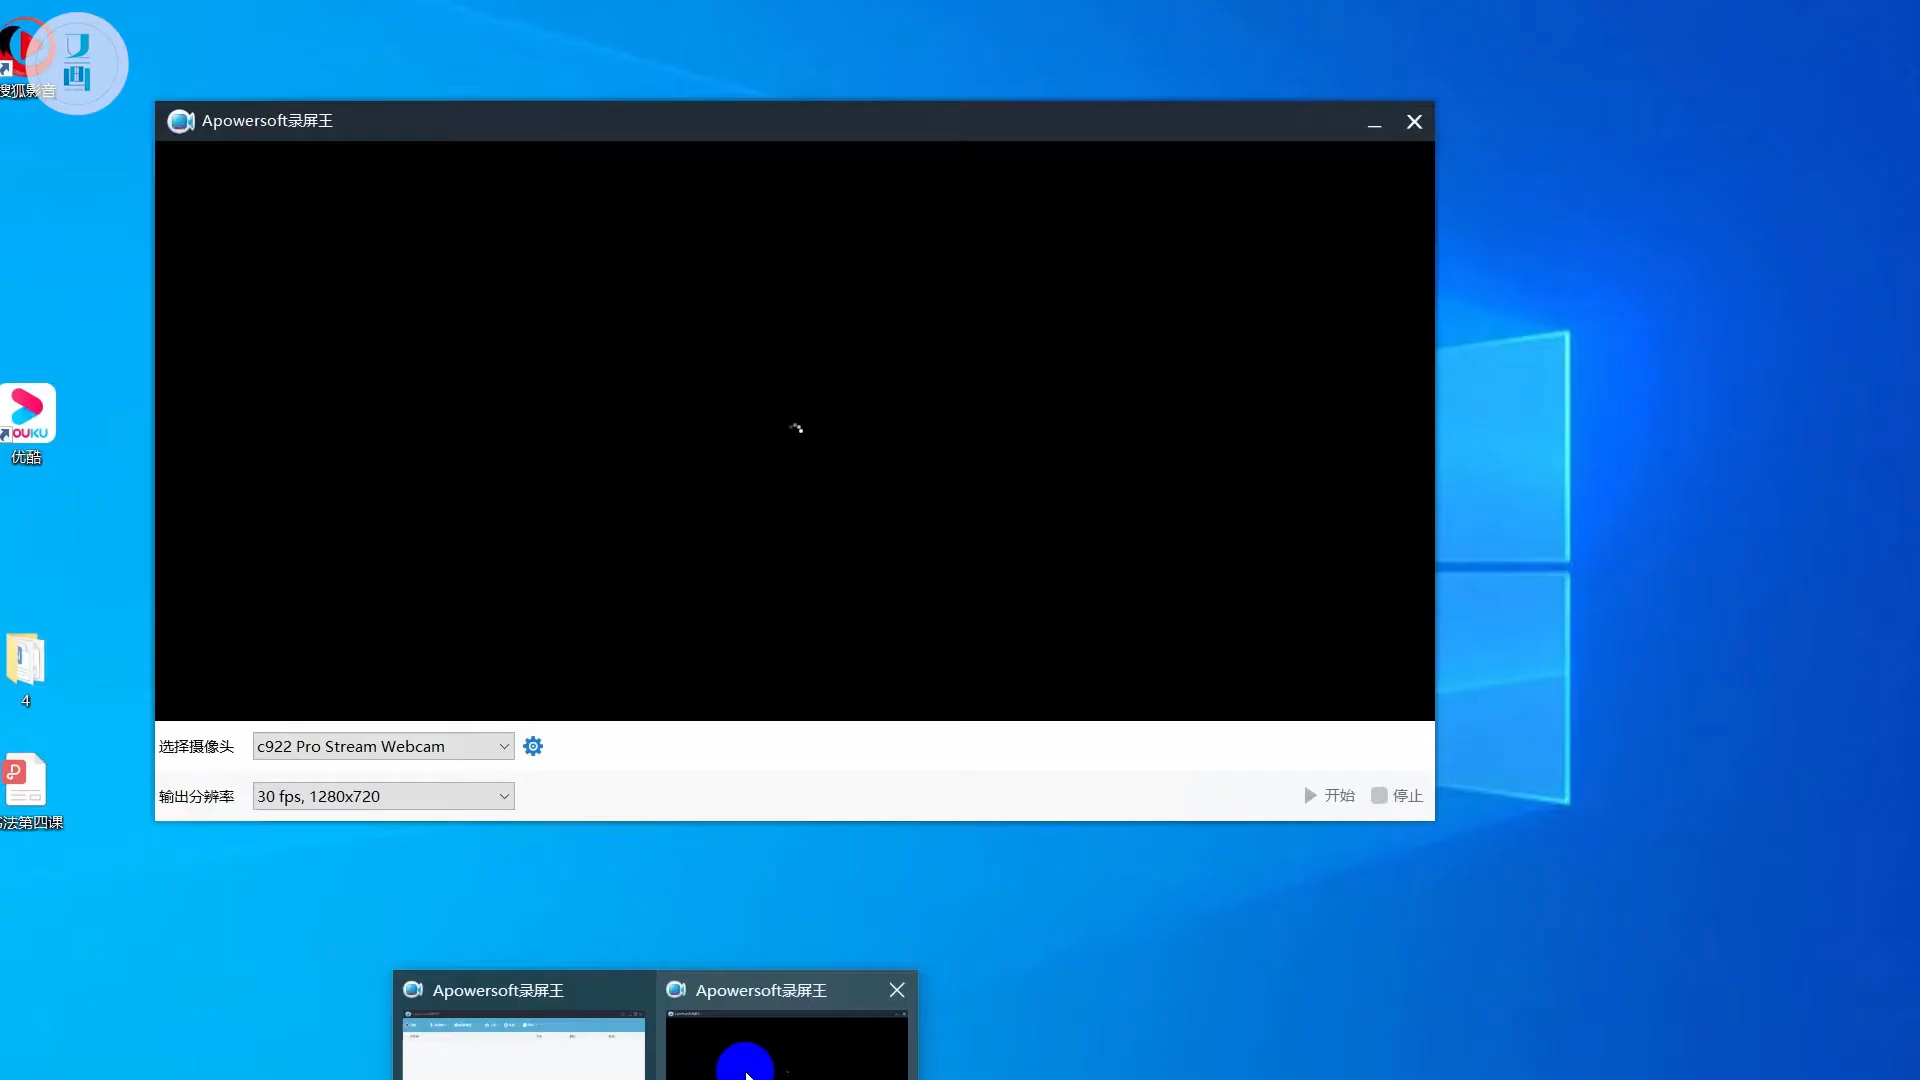 搜狐影音
Apowersoft录屏王
OUKU
优酷
4
法第四课
选择摄像头
c922 Pro Stream Webcam
输出分辨率
30 fps, 1280x720
开始
停止
Apowersoft录屏王
Apowersoft录屏王